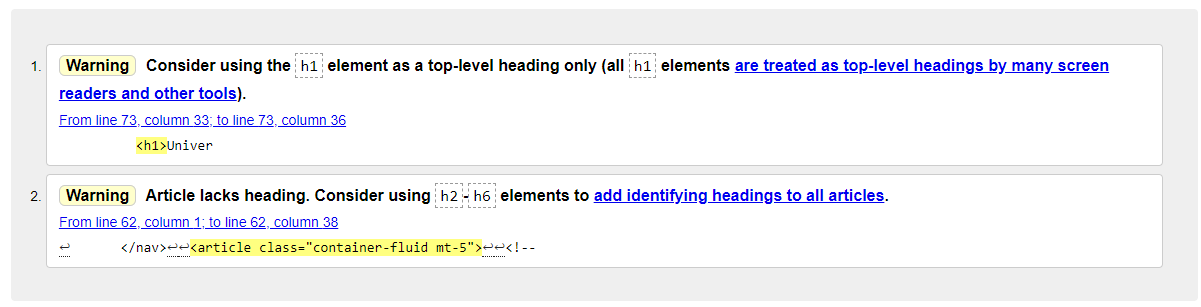 1. Warning Consider using the h1 element as a top-level heading only (all h1 elements are treated as top-level headings by many screen
readers and other tools).
From line 73, column 33; to line 73, column 36
<h1>Univer
2. Warning Article lacks heading. Consider using h2-h6 elements to add identifying headings to all articles.
From line 62, column 1; to line 62, column 38
↩ </nav>↩↩<article class="container-fluid mt-5">↩↩<!--